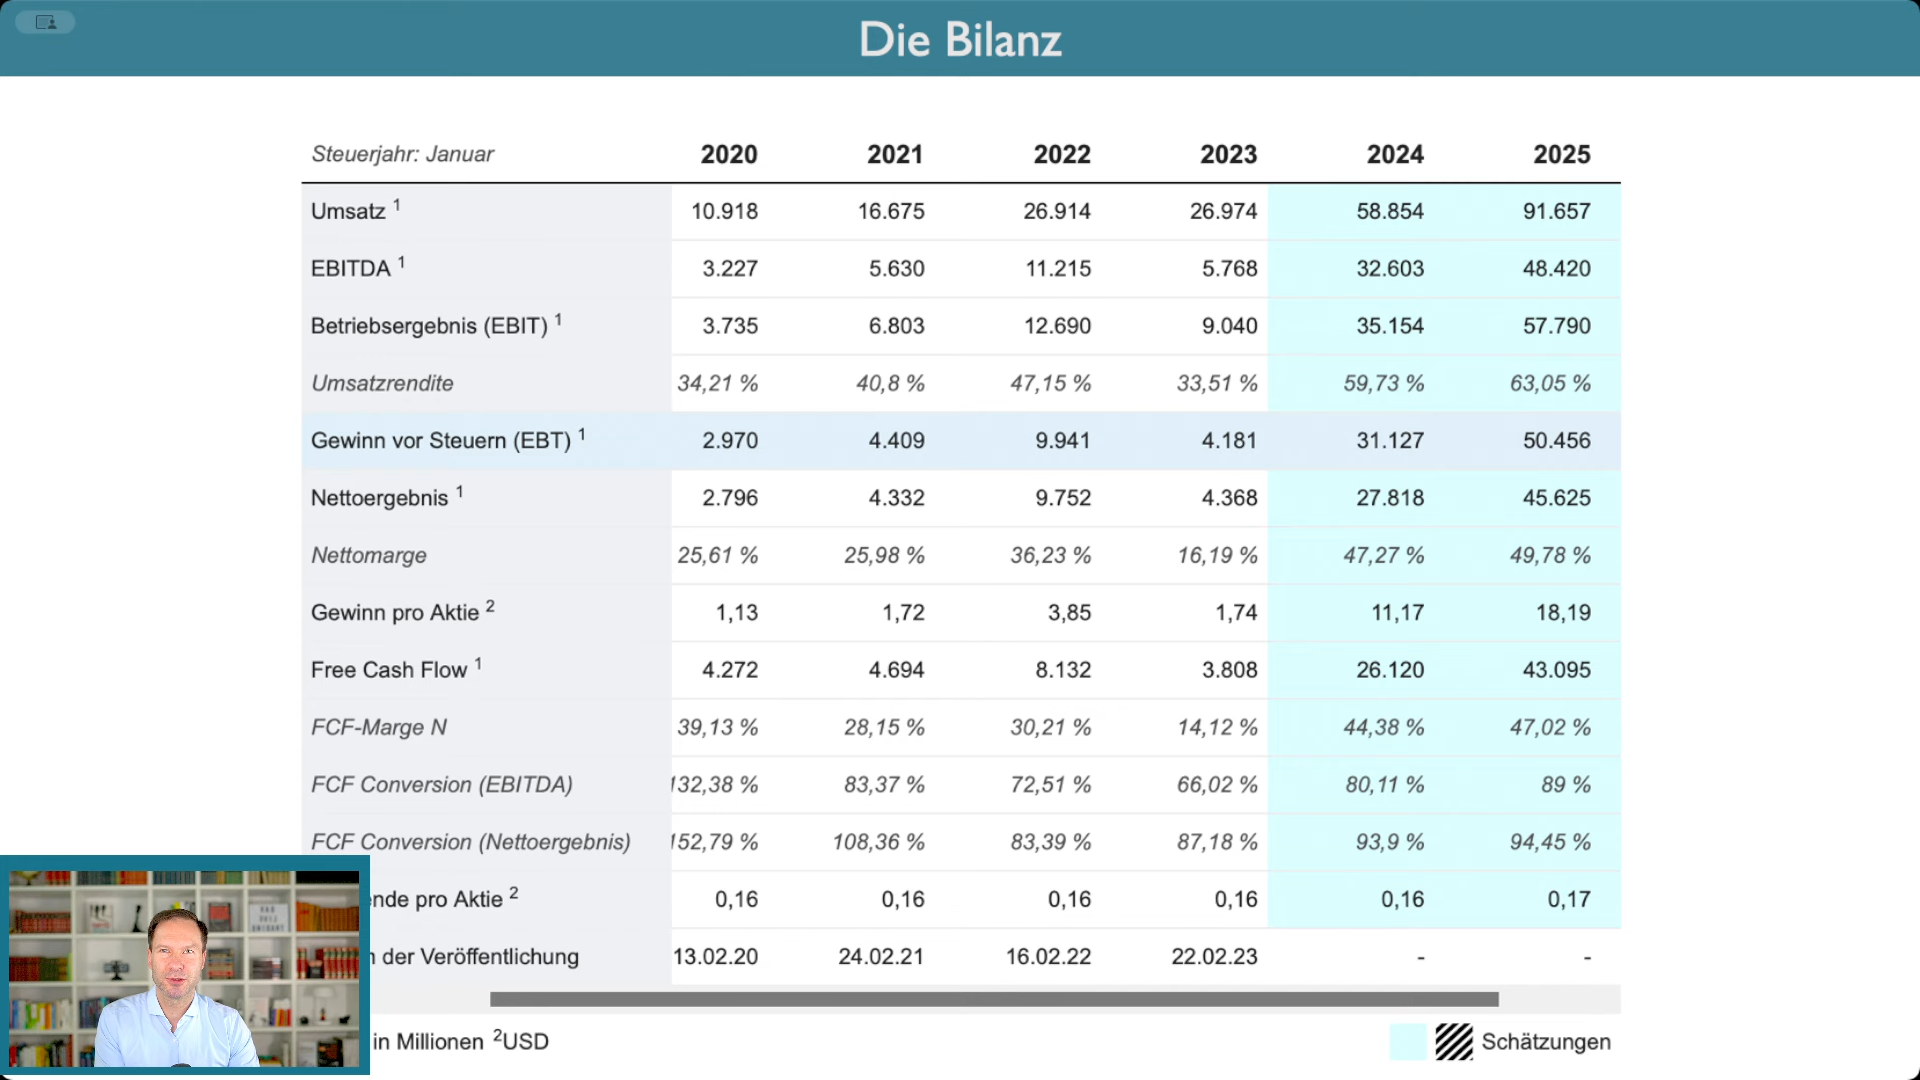 Die Bilanz
Steuerjahr: Januar 2020 2021 2022 2023 2024 2025
Umsatz ¹ 10.918 16.675 26.914 26.974 58.854 91.657
EBITDA ¹ 3.227 5.630 11.215 5.768 32.603 48.420
Betriebsergebnis (EBIT) ¹ 3.735 6.803 12.690 9.040 35.154 57.790
Umsatzrendite 34,21 % 40,8 % 47,15 % 33,51 % 59,73 % 63,05 %
Gewinn vor Steuern (EBT) ¹ 2.970 4.409 9.941 4.181 31.127 50.456
Nettoergebnis ¹ 2.796 4.332 9.752 4.368 27.818 45.625
Nettomarge 25,61 % 25,98 % 36,23 % 16,19 % 47,27 % 49,78 %
Gewinn pro Aktie ² 1,13 1,72 3,85 1,74 11,17 18,19
Free Cash Flow ¹ 4.272 4.694 8.132 3.808 26.120 43.095
FCF-Marge N 39,13 % 28,15 % 30,21 % 14,12 % 44,38 % 47,02 %
FCF Conversion (EBITDA) 132,38 % 83,37 % 72,51 % 66,02 % 80,11 % 89 %
FCF Conversion (Nettoergebnis) 152,79 % 108,36 % 83,39 % 87,18 % 93,9 % 94,45 %
ende pro Aktie ² 0,16 0,16 0,16 0,16 0,16 0,17
der Veröffentlichung 13.02.20 24.02.21 16.02.22 22.02.23 - -
in Millionen ²USD Schätzungen